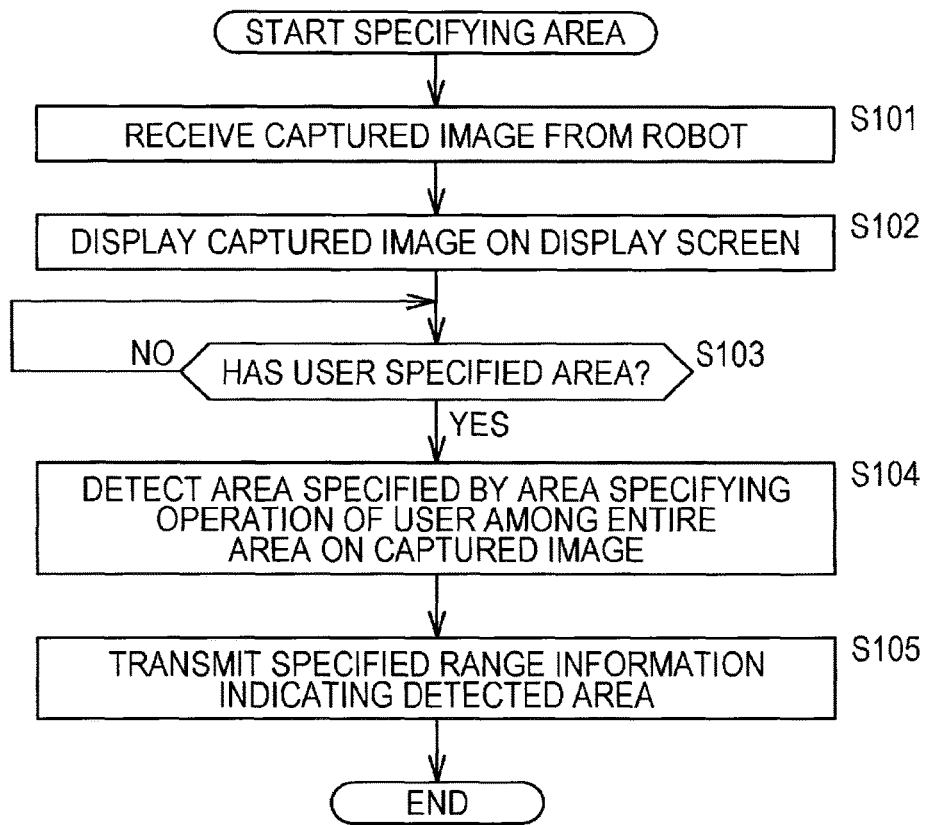 START SPECIFYING AREA
RECEIVE CAPTURED IMAGE FROM ROBOT
S101
DISPLAY CAPTURED IMAGE ON DISPLAY SCREEN
S102
HAS USER SPECIFIED AREA?
S103
NO
YES
DETECT AREA SPECIFIED BY AREA SPECIFYING
OPERATION OF USER AMONG ENTIRE
AREA ON CAPTURED IMAGE
S104
TRANSMIT SPECIFIED RANGE INFORMATION
INDICATING DETECTED AREA
S105
END